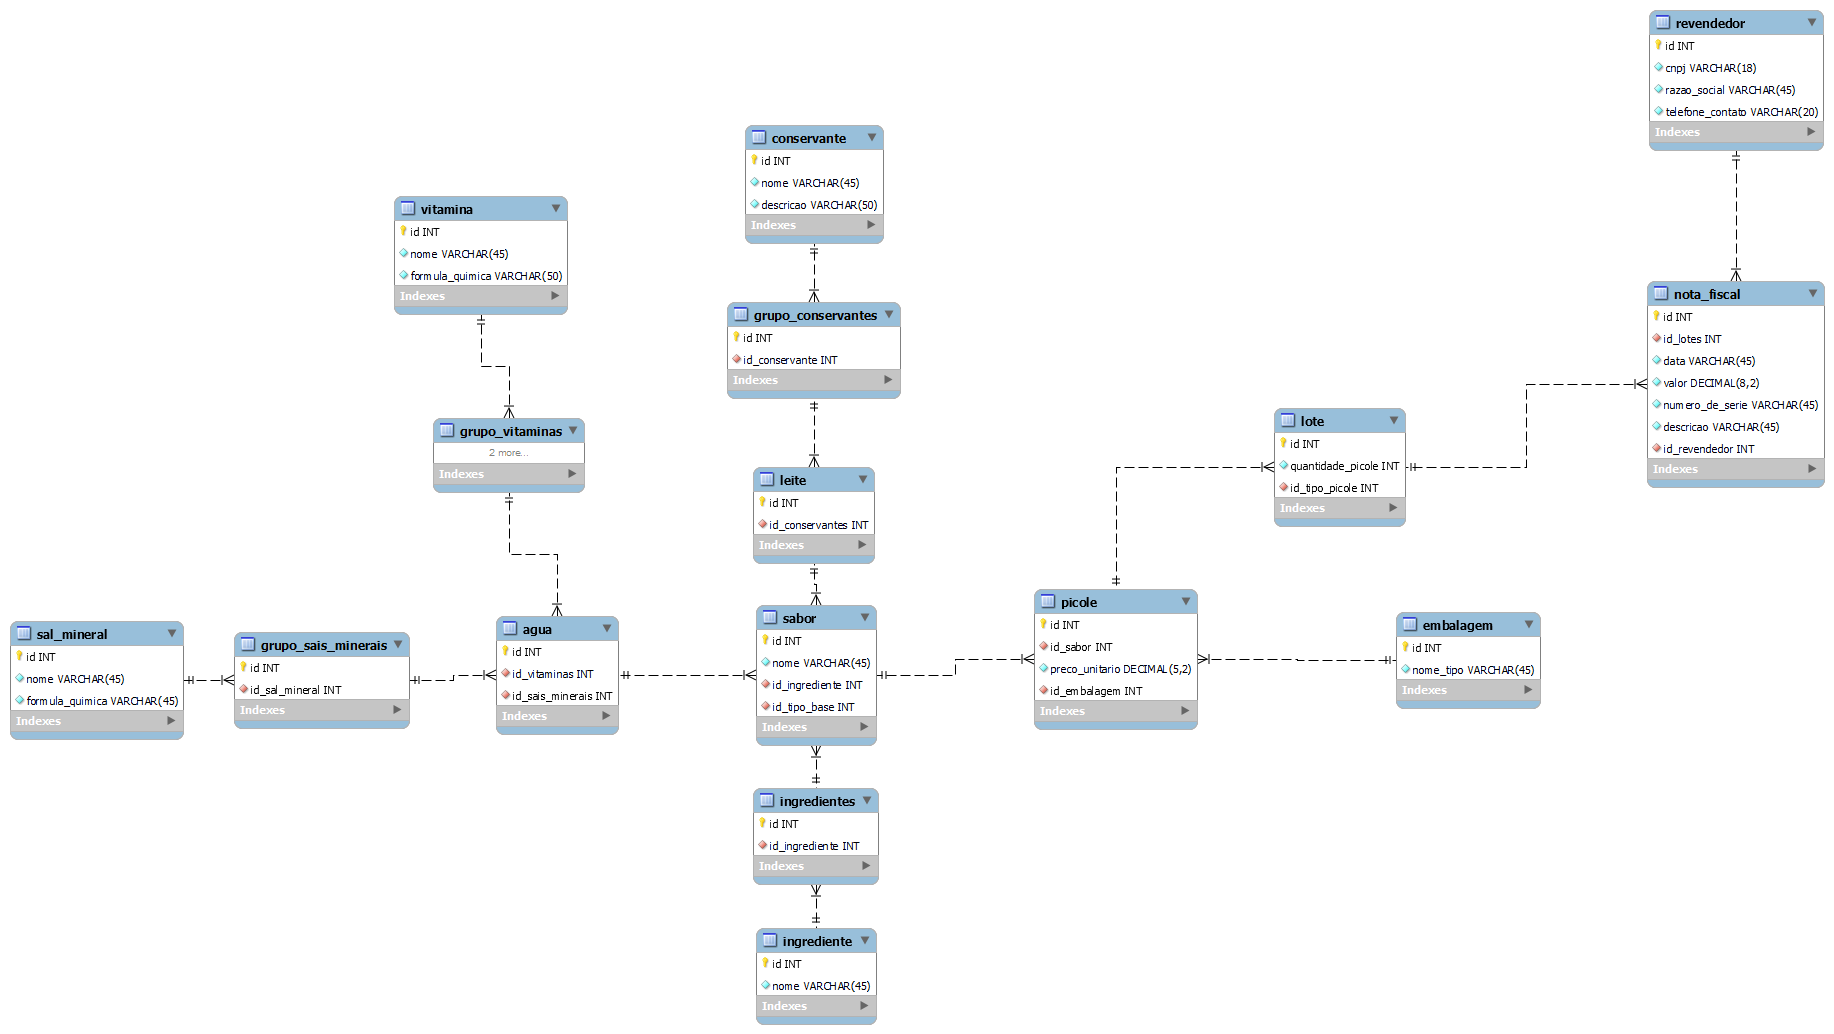 revendedor
id INT
cnpj VARCHAR(18)
razao_social VARCHAR(45)
telefone_contato VARCHAR(20)
Indexes
conservante
id INT
nome VARCHAR(45)
descricao VARCHAR(50)
Indexes
vitamina
id INT
nome VARCHAR(45)
formula_quimica VARCHAR(50)
Indexes
nota_fiscal
id INT
id_lotes INT
data VARCHAR(45)
valor DECIMAL(8,2)
numero_de_serie VARCHAR(45)
descricao VARCHAR(45)
id_revendedor INT
Indexes
grupo_conservantes
id INT
id_conservante INT
Indexes
lote
id INT
quantidade_picole INT
id_tipo_picole INT
Indexes
grupo_vitaminas
2 more...
Indexes
leite
id INT
id_conservantes INT
Indexes
picole
id INT
id_sabor INT
preco_unitario DECIMAL(5,2)
id_embalagem INT
Indexes
sabor
id INT
nome VARCHAR(45)
id_ingrediente INT
id_tipo_base INT
Indexes
embalagem
id INT
nome_tipo VARCHAR(45)
Indexes
agua
id INT
id_vitaminas INT
id_sais_minerais INT
Indexes
sal_mineral
id INT
nome VARCHAR(45)
formula_quimica VARCHAR(45)
Indexes
grupo_sais_minerais
id INT
id_sal_mineral INT
Indexes
ingredientes
id INT
id_ingrediente INT
Indexes
ingrediente
id INT
nome VARCHAR(45)
Indexes